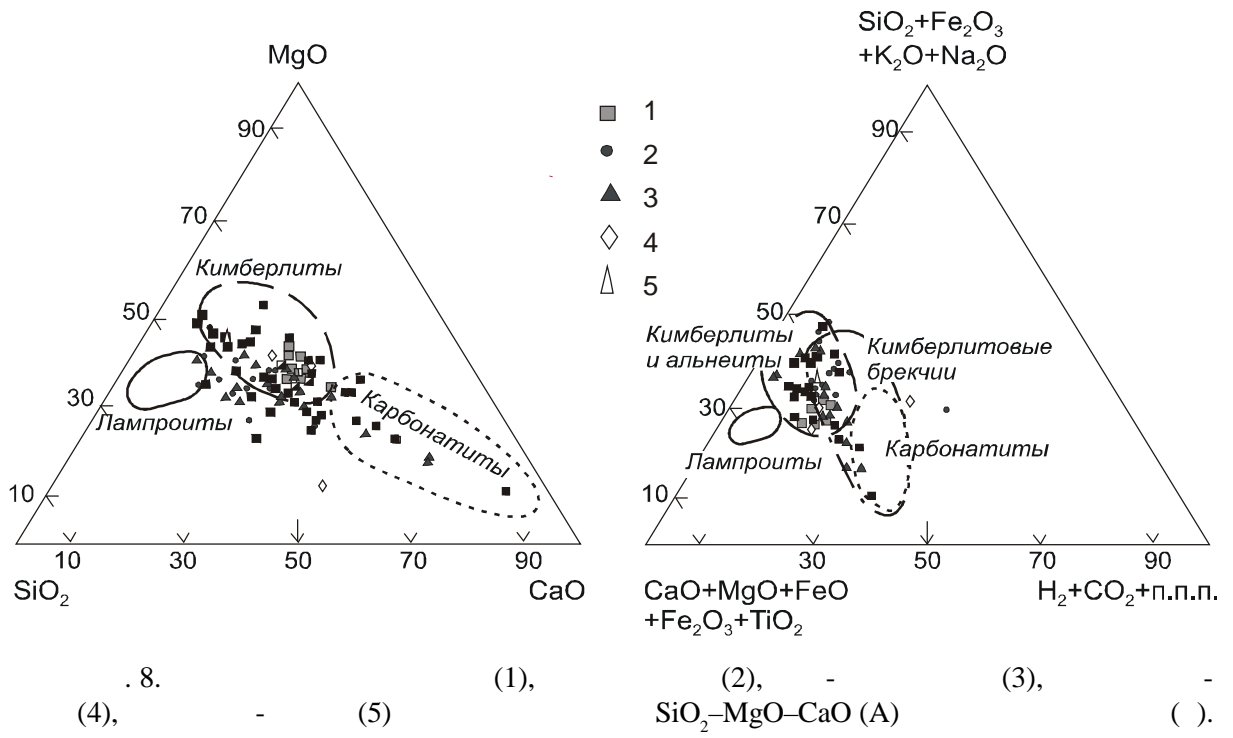 MgO
90
70
50
30
10
Кимберлиты
Лампроиты
Карбонатиты
10 30 50 70 90
SiO₂ CaO
1
2
3
4
5
SiO₂+Fe₂O₃
+K₂O+Na₂O
90
70
50
30
10
Кимберлиты
и альнеиты
Кимберлитовые
брекчии
Лампроиты
Карбонатиты
30 50 70 90
CaO+MgO+FeO
+Fe₂O₃+TiO₂
H₂+CO₂+п.п.п.
. 8. (1), (2), - (3), -
(4), - (5) SiO₂–MgO–CaO (A) ( ).